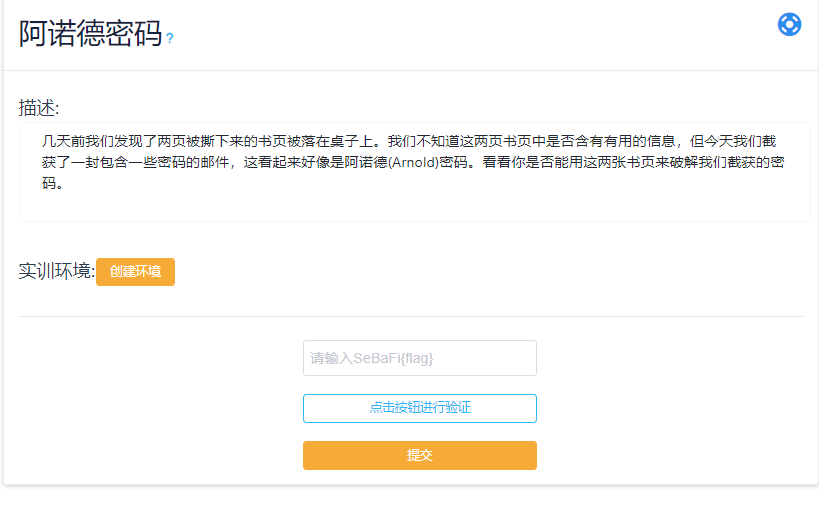 阿诺德密码?
描述:
几天前我们发现了两页被撕下来的书页被落在桌子上。我们不知道这两页书页中是否含有有用的信息，但今天我们截
获了一封包含一些密码的邮件，这看起来好像是阿诺德(Arnold)密码。看看你是否能用这两张书页来破解我们截获的密
码。
实训环境: 创建环境
请输入SeBaFi{flag}
点击按钮进行验证
提交